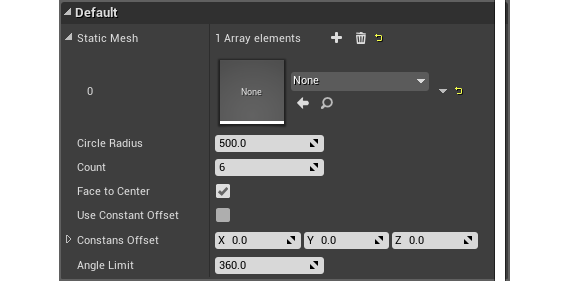 Default
Static Mesh 1 Array elements
0 None None
Circle Radius 500.0
Count 6
Face to Center
Use Constant Offset
Constans Offset X 0.0 Y 0.0 Z 0.0
Angle Limit 360.0